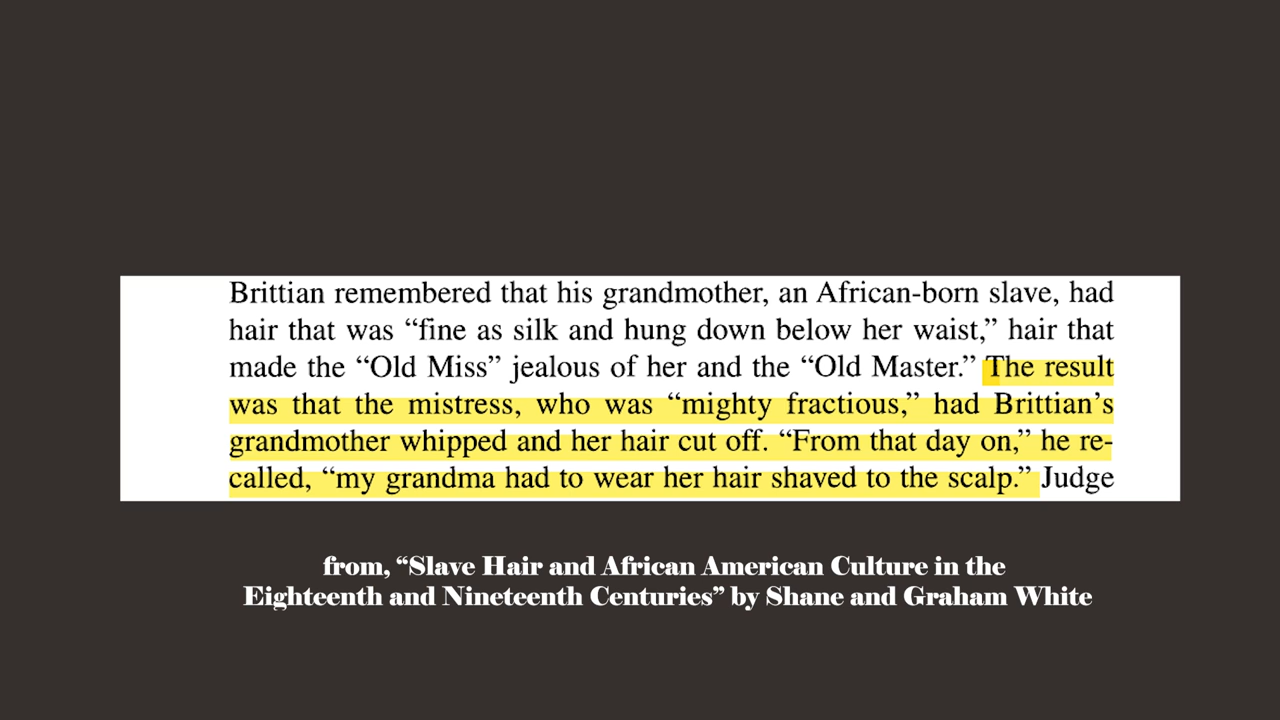 Brittian remembered that his grandmother, an African-born slave, had
hair that was “fine as silk and hung down below her waist,” hair that
made the “Old Miss” jealous of her and the “Old Master.” The result
was that the mistress, who was “mighty fractious,” had Brittian’s
grandmother whipped and her hair cut off. “From that day on,” he re-
called, “my grandma had to wear her hair shaved to the scalp.” Judge
from, “Slave Hair and African American Culture in the
Eighteenth and Nineteenth Centuries” by Shane and Graham White